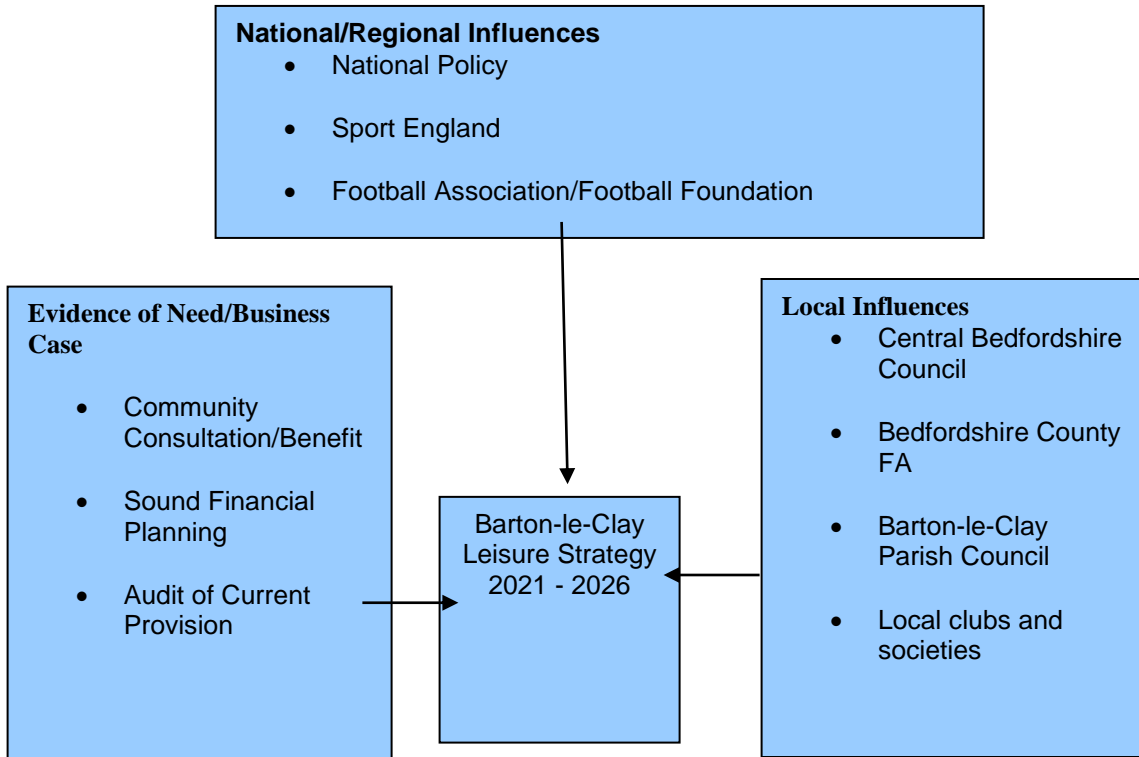 National/Regional Influences
• National Policy
• Sport England
• Football Association/Football Foundation
Evidence of Need/Business
Case
• Community
Consultation/Benefit
• Sound Financial
Planning
• Audit of Current
Provision
Barton-le-Clay
Leisure Strategy
2021 - 2026
Local Influences
• Central Bedfordshire
Council
• Bedfordshire County
FA
• Barton-le-Clay
Parish Council
• Local clubs and
societies